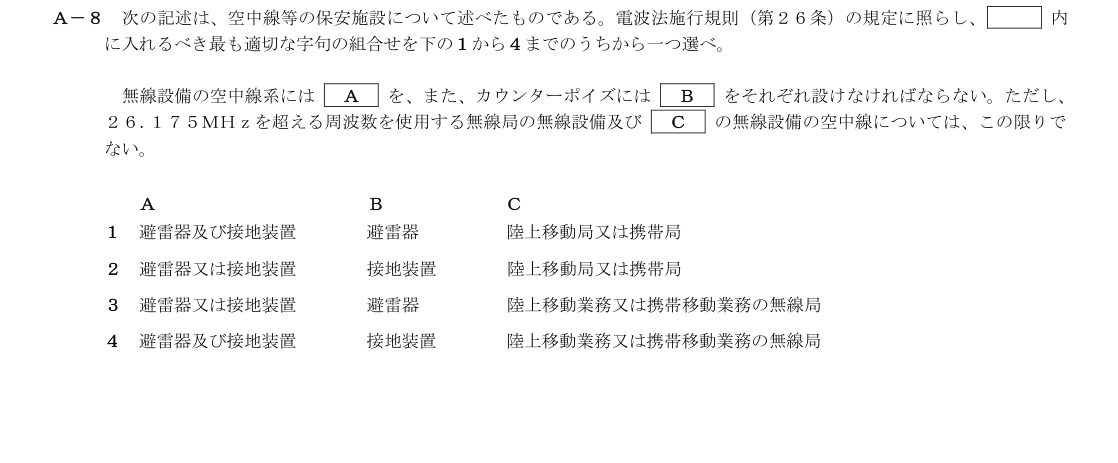 A－8　次の記述は、空中線等の保安施設について述べたものである。電波法施行規則（第２６条）の規定に照らし、 内
に入れるべき最も適切な字句の組合せを下の1から4までのうちから一つ選べ。
無線設備の空中線系には A を、また、カウンターポイズには B をそれぞれ設けなければならない。ただし、
２６．１７５ＭＨｚを超える周波数を使用する無線局の無線設備及び C の無線設備の空中線については、この限りで
ない。
A B C
1 避雷器及び接地装置 避雷器 陸上移動局又は携帯局
2 避雷器又は接地装置 接地装置 陸上移動局又は携帯局
3 避雷器又は接地装置 避雷器 陸上移動業務又は携帯移動業務の無線局
4 避雷器及び接地装置 接地装置 陸上移動業務又は携帯移動業務の無線局